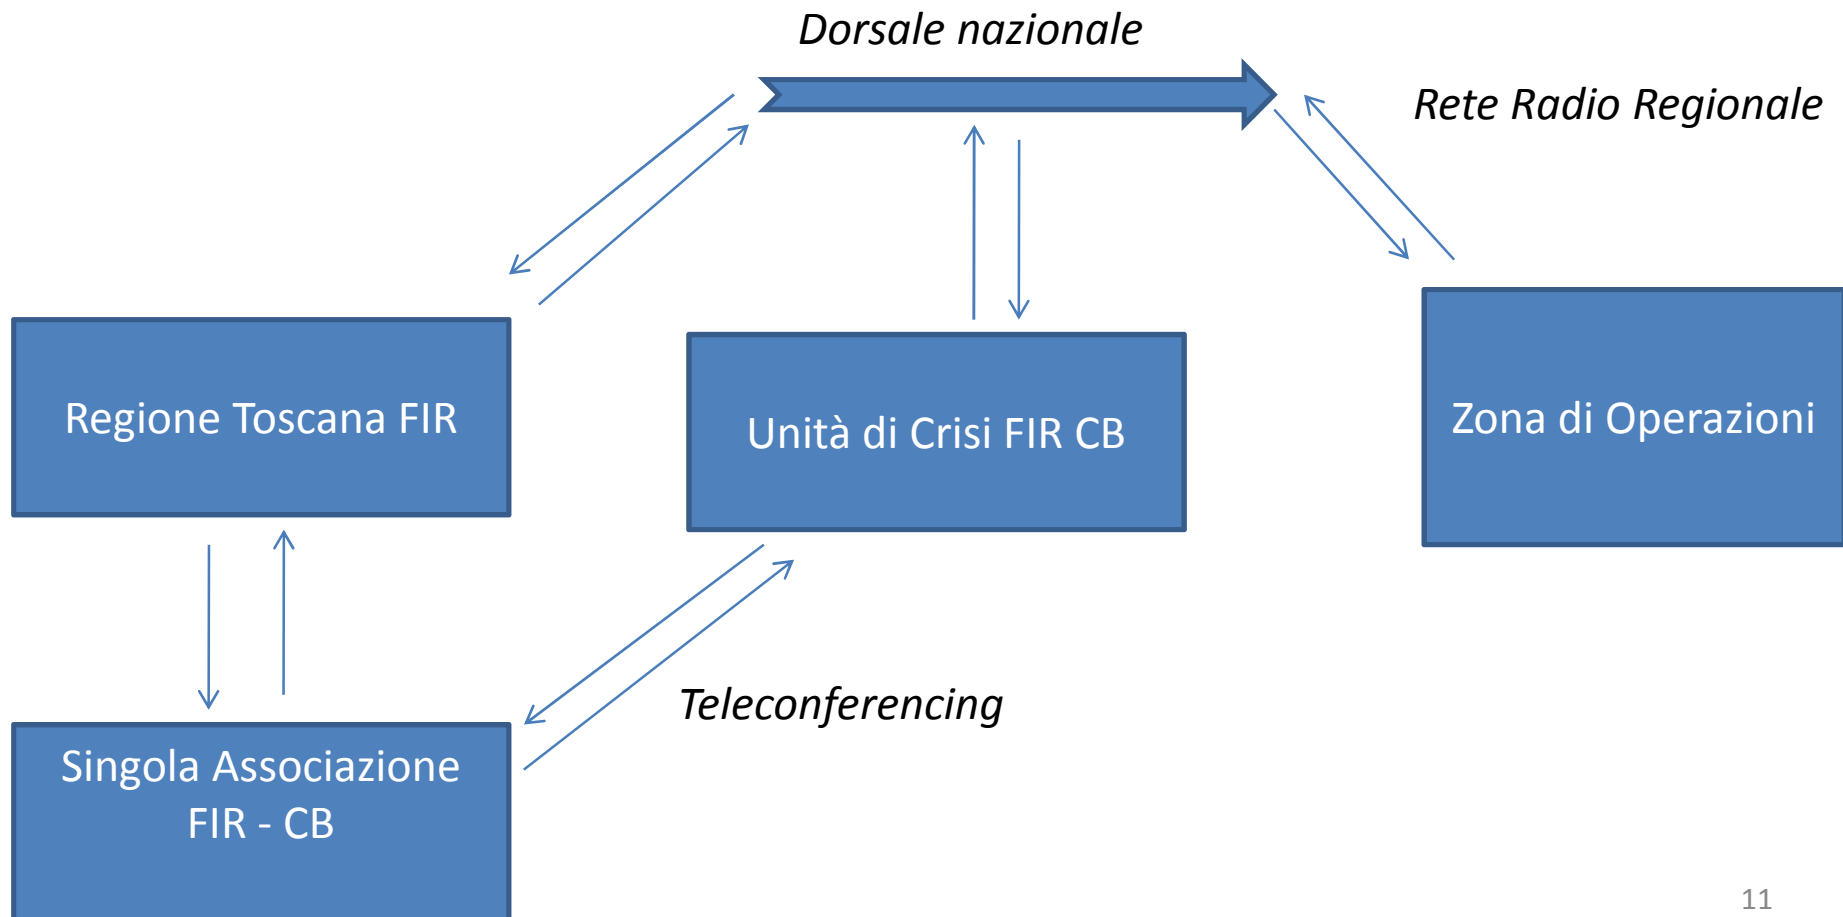 Dorsale nazionale
Rete Radio Regionale
Regione Toscana FIR
Unità di Crisi FIR CB
Zona di Operazioni
Teleconferencing
Singola Associazione
FIR - CB
11